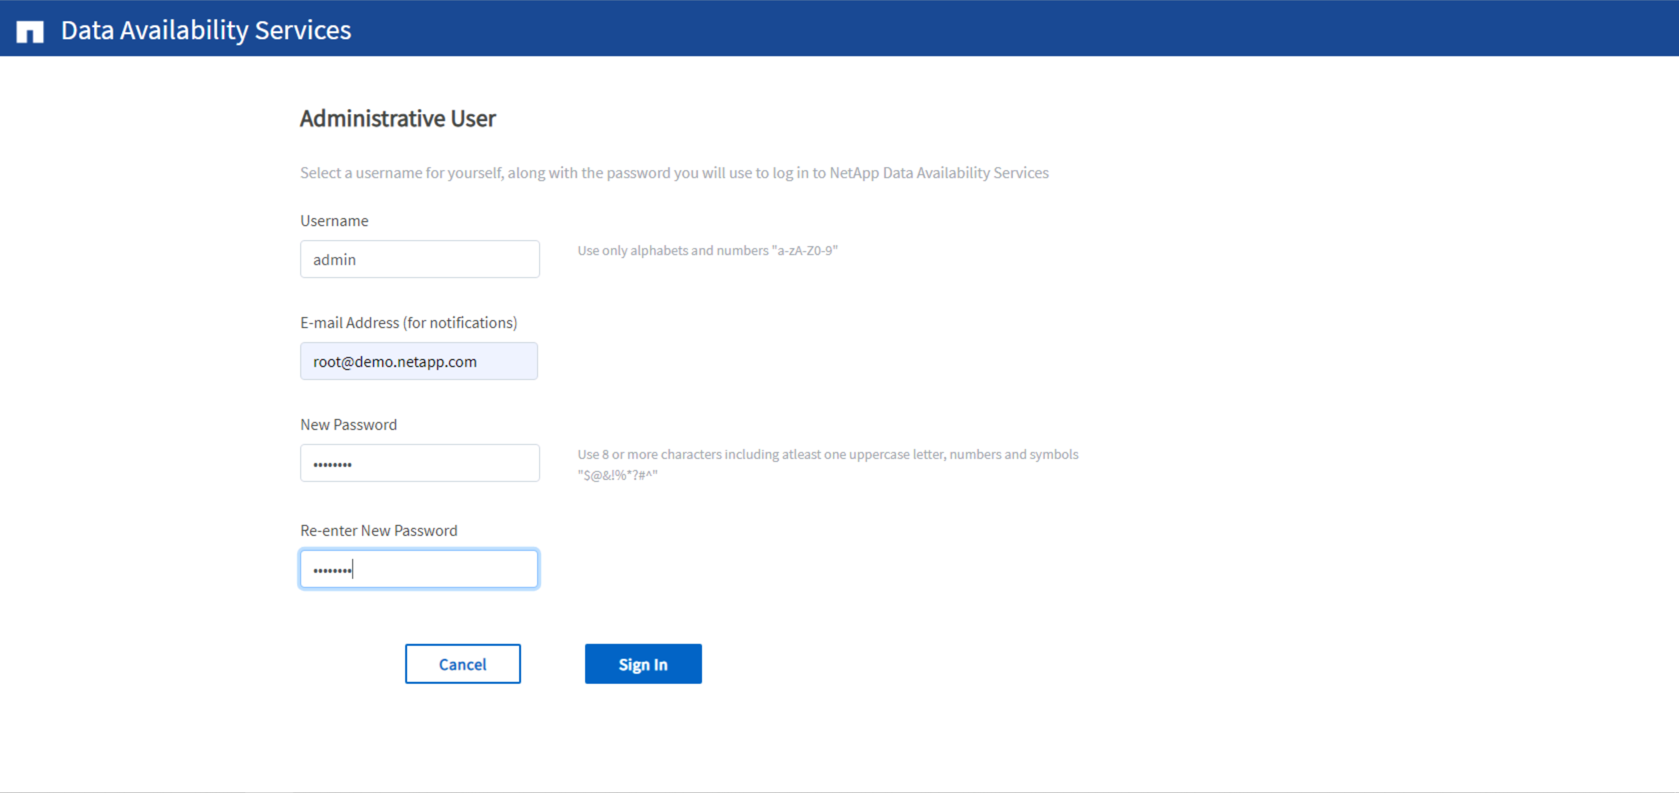 Data Availability Services
Administrative User
Select a username for yourself, along with the password you will use to log in to NetApp Data Availability Services
Username
admin
Use only alphabets and numbers "a-zA-Z0-9"
E-mail Address (for notifications)
root@demo.netapp.com
New Password
••••••••
Use 8 or more characters including atleast one uppercase letter, numbers and symbols
"$@&!%*?#^"
Re-enter New Password
••••••••
Cancel
Sign In